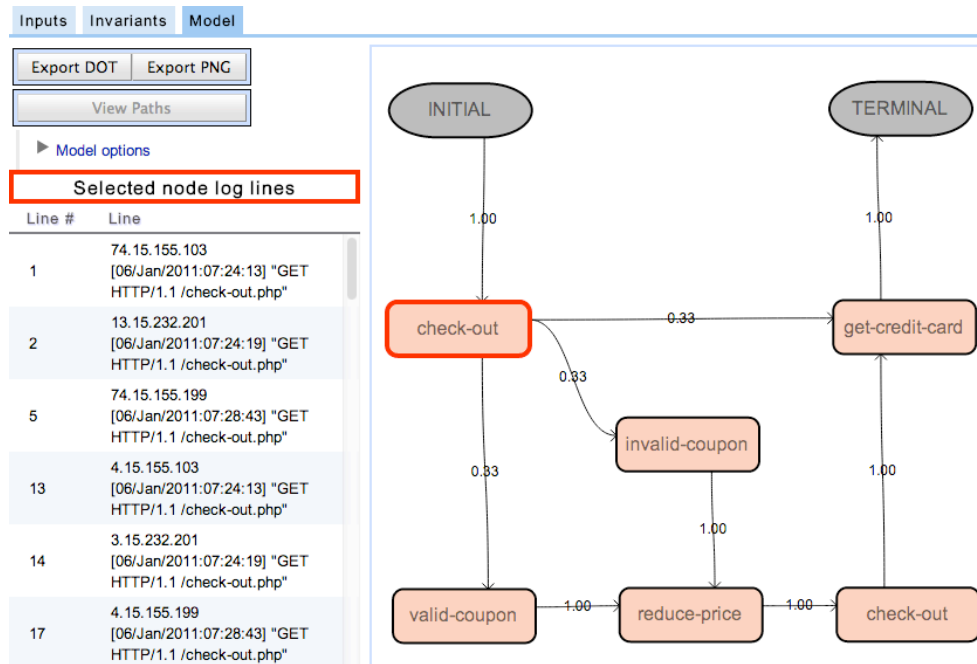 Inputs
Invariants
Model
Export DOT
Export PNG
View Paths
Model options
Selected node log lines
Line #
Line
1
74.15.155.103
[06/Jan/2011:07:24:13] "GET
HTTP/1.1 /check-out.php"
2
13.15.232.201
[06/Jan/2011:07:24:19] "GET
HTTP/1.1 /check-out.php"
5
74.15.155.199
[06/Jan/2011:07:28:43] "GET
HTTP/1.1 /check-out.php"
13
4.15.155.103
[06/Jan/2011:07:24:13] "GET
HTTP/1.1 /check-out.php"
14
3.15.232.201
[06/Jan/2011:07:24:19] "GET
HTTP/1.1 /check-out.php"
17
4.15.155.199
[06/Jan/2011:07:28:43] "GET
HTTP/1.1 /check-out.php"
INITIAL
TERMINAL
1.00
1.00
check-out
0.33
get-credit-card
0.33
invalid-coupon
0.33
1.00
1.00
valid-coupon
1.00
reduce-price
1.00
check-out